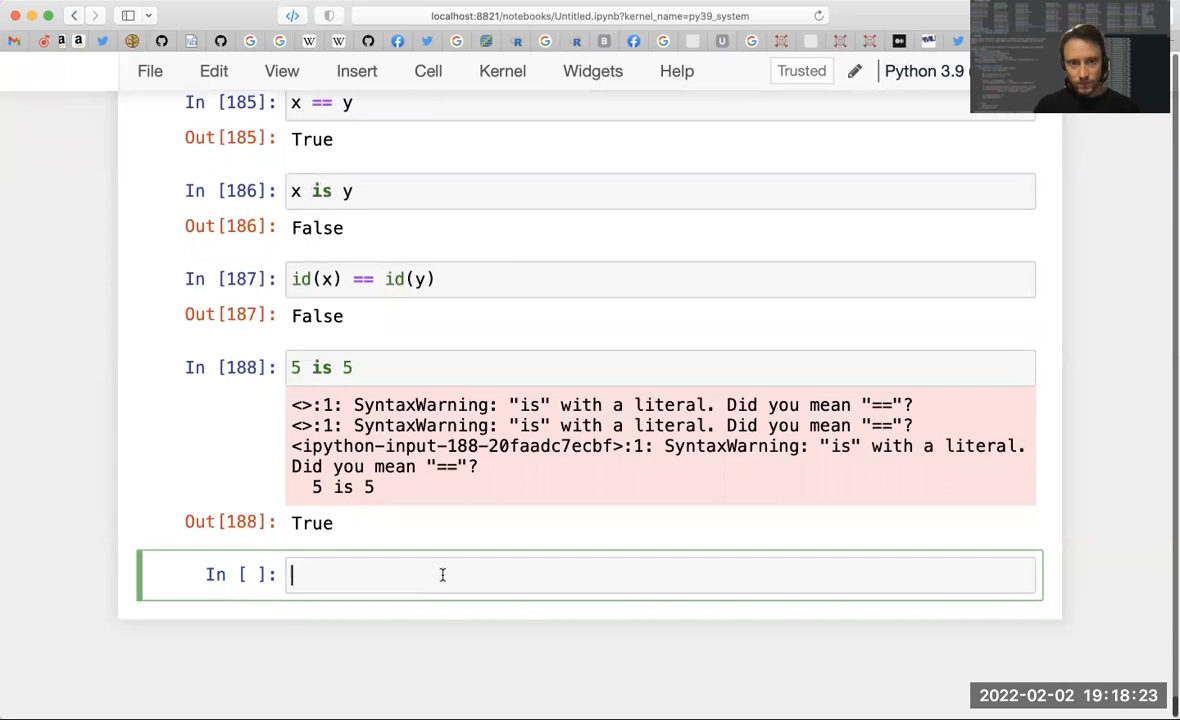 localhost:8821/notebooks/Untitled.ipynb?kernel_name=py39_system
File Edit View Insert Cell Kernel Widgets Help Trusted Python 3.9
In [185]: x == y
Out[185]: True
In [186]: x is y
Out[186]: False
In [187]: id(x) == id(y)
Out[187]: False
In [188]: 5 is 5
<>:1: SyntaxWarning: "is" with a literal. Did you mean "=="?
<>:1: SyntaxWarning: "is" with a literal. Did you mean "=="?
<ipython-input-188-20faadc7ecbf>:1: SyntaxWarning: "is" with a literal.
Did you mean "=="?
5 is 5
Out[188]: True
In [ ]:
2022-02-02 19:18:23